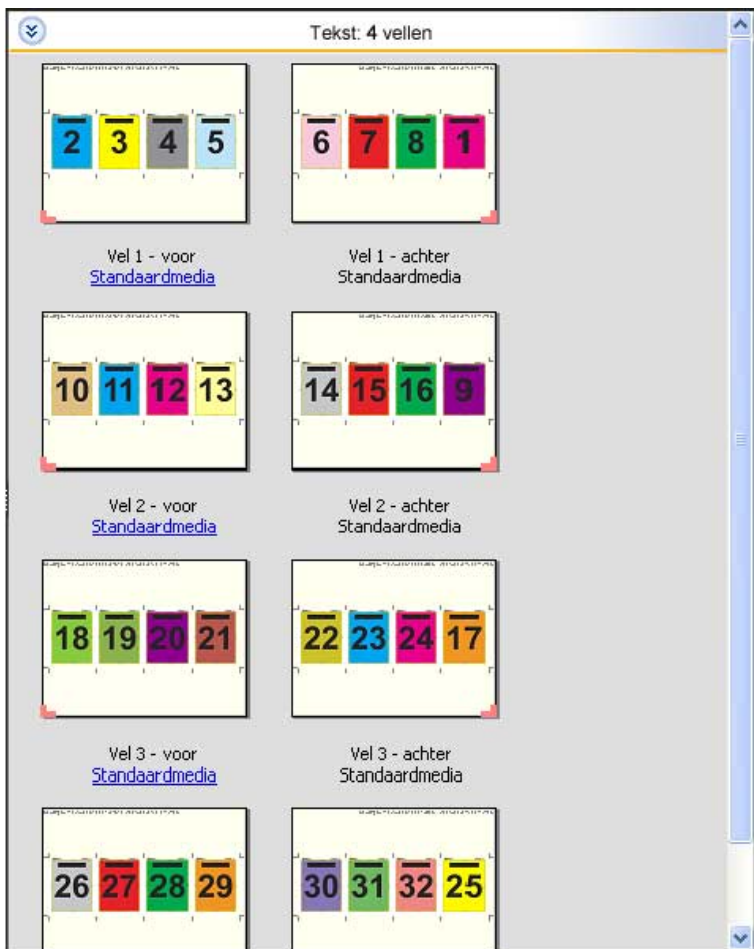 Tekst: 4 vellen
2 3 4 5
6 7 8 1
Vel 1 - voor
Standaardmedia
Vel 1 - achter
Standaardmedia
10 11 12 13
14 15 16 9
Vel 2 - voor
Standaardmedia
Vel 2 - achter
Standaardmedia
18 19 20 21
22 23 24 17
Vel 3 - voor
Standaardmedia
Vel 3 - achter
Standaardmedia
26 27 28 29
30 31 32 25